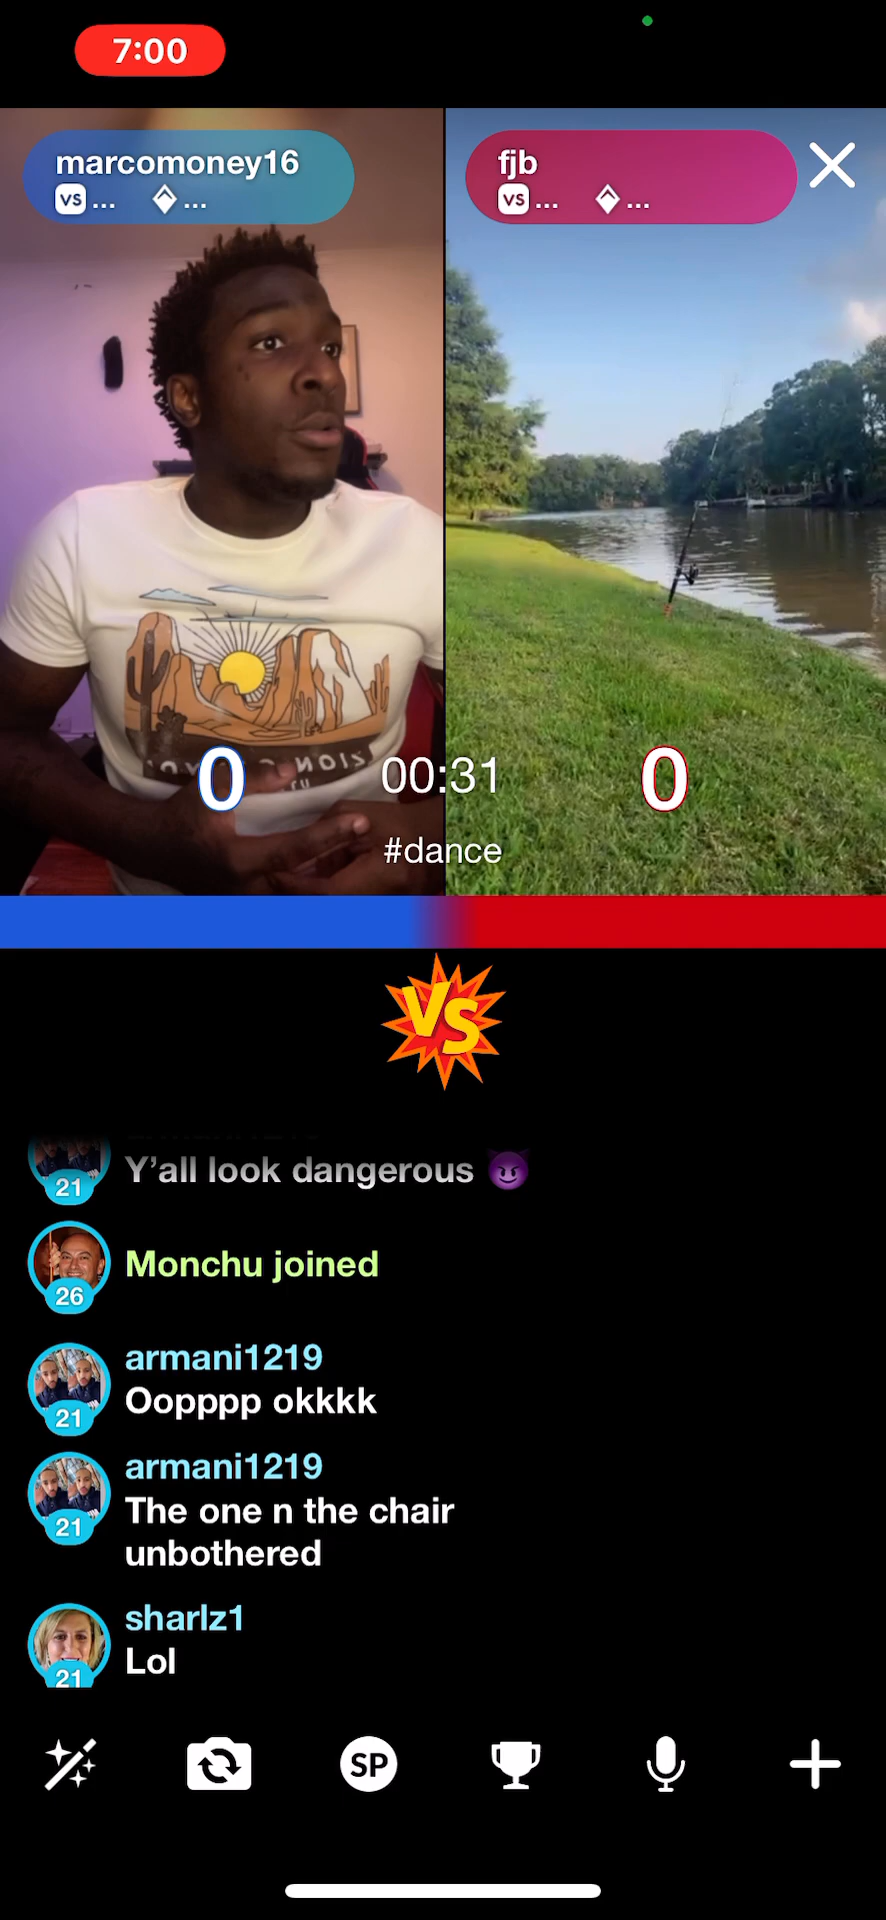 7:00
marcomoney16
VS ... ...
fjb
VS ... ...
0
00:31
0
#dance
VS
Y’all look dangerous 😈
21
Monchu joined
26
armani1219
Oopppp okkkk
21
armani1219
The one n the chair
unbothered
21
sharlz1
Lol
21
SP